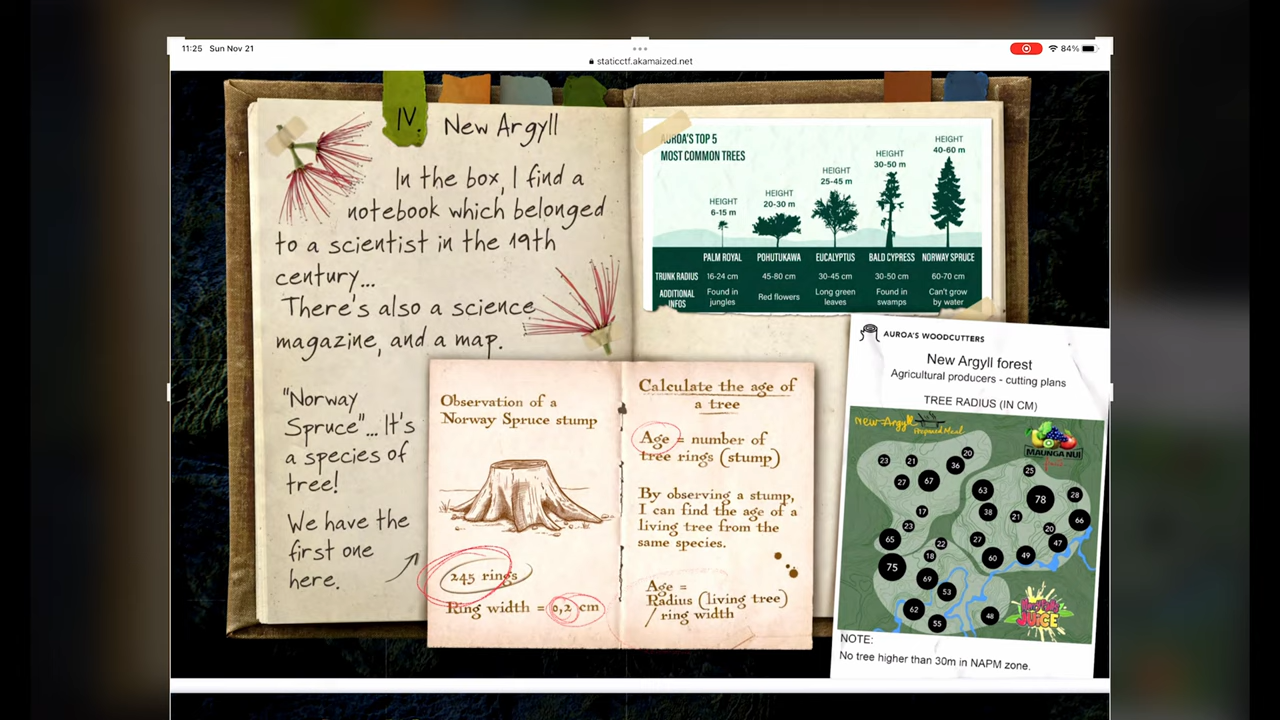 11:25 Sun Nov 21
84%
staticctf.akamaized.net
IV.
New Argyll
In the box, I find a
notebook which belonged
to a scientist in the 19th
century...
There's also a science
magazine, and a map.
"Norway
Spruce"... It's
a species of
tree!
We have the
first one
here.
AUROA'S TOP 5
MOST COMMON TREES
HEIGHT
6-15 m
HEIGHT
20-30 m
HEIGHT
25-45 m
HEIGHT
30-50 m
HEIGHT
40-60 m
PALM ROYAL POHUTUKAWA EUCALYPTUS BALD CYPRESS NORWAY SPRUCE
TRUNK RADIUS 16-24 cm 45-80 cm 30-45 cm 30-50 cm 60-70 cm
ADDITIONAL
INFOS
Found in
jungles
Red flowers
Long green
leaves
Found in
swamps
Can't grow
by water
Observation of a
Norway Spruce stump
245 rings
Ring width = 0,2 cm
Calculate the age of
a tree
Age = number of
tree rings (stump)
By observing a stump,
I can find the age of a
living tree from the
same species.
Age =
Radius (living tree)
/ ring width
AUROA'S WOODCUTTERS
New Argyll forest
Agricultural producers - cutting plans
TREE RADIUS (IN CM)
New Argyll
MAUNGA NUI
20
23 21 36
25
27 67
63 78 28
17 38 21 66
23 20
65 22 27 47
18 60 49
75
69
53
62 48
55
JUICE
NOTE:
No tree higher than 30m in NAPM zone.